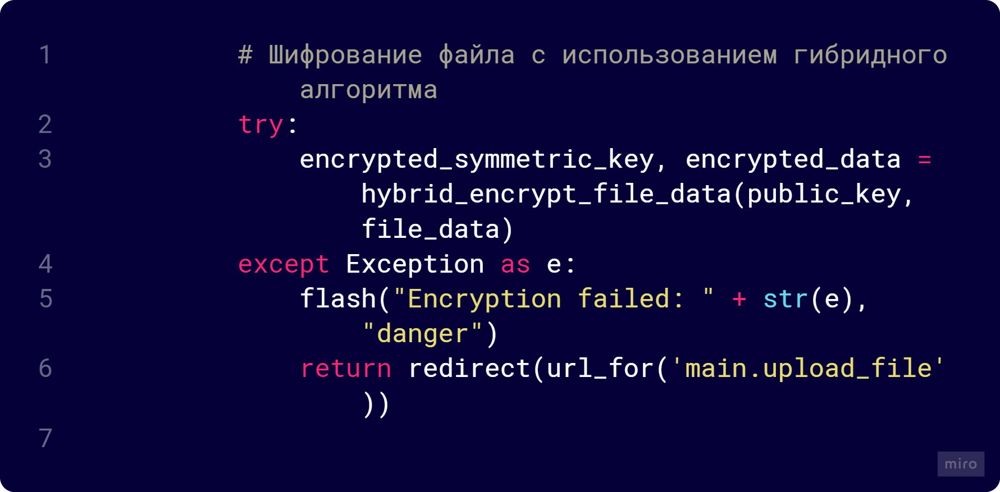 1 # Шифрование файла с использованием гибридного
алгоритма
2 try:
3 encrypted_symmetric_key, encrypted_data =
hybrid_encrypt_file_data(public_key,
file_data)
4 except Exception as e:
5 flash("Encryption failed: " + str(e),
"danger")
6 return redirect(url_for('main.upload_file'
))
7
miro